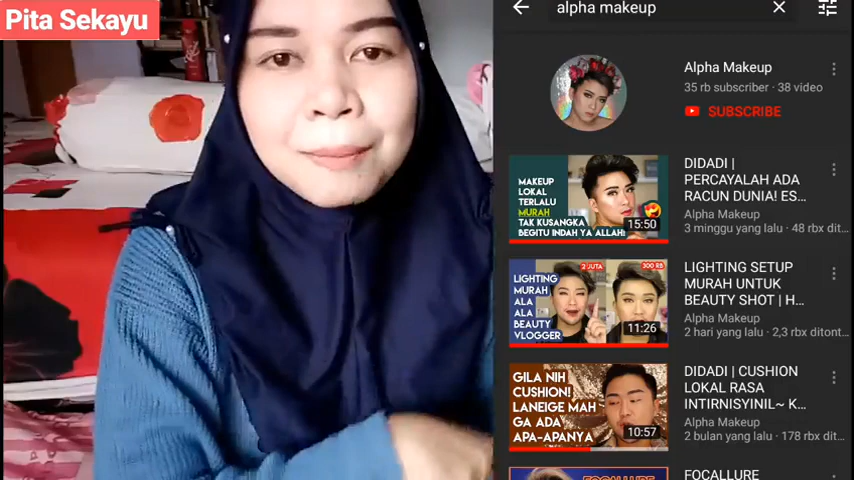 Pita Sekayu
alpha makeup
Alpha Makeup
35 rb subscriber · 38 video
SUBSCRIBE
MAKEUP
LOKAL
TERLALU
MURAH
TAK KUSANGKA
BEGITU INDAH YA ALLAH!
15:50
DIDADI |
PERCAYALAH ADA
RACUN DUNIA! ES...
Alpha Makeup
3 minggu yang lalu · 48 rbx dit...
LIGHTING
MURAH
ALA
ALA
BEAUTY
VLOGGER
2 JUTA
300 RB
11:26
LIGHTING SETUP
MURAH UNTUK
BEAUTY SHOT | H...
Alpha Makeup
2 hari yang lalu · 2,3 rbx ditont...
GILA NIH
CUSHION!
LANEIGE MAH
GA ADA
APA-APANYA
10:57
DIDADI | CUSHION
LOKAL RASA
INTIRNISYINIL~ K...
Alpha Makeup
2 bulan yang lalu · 178 rbx dit...
FOCALLURE